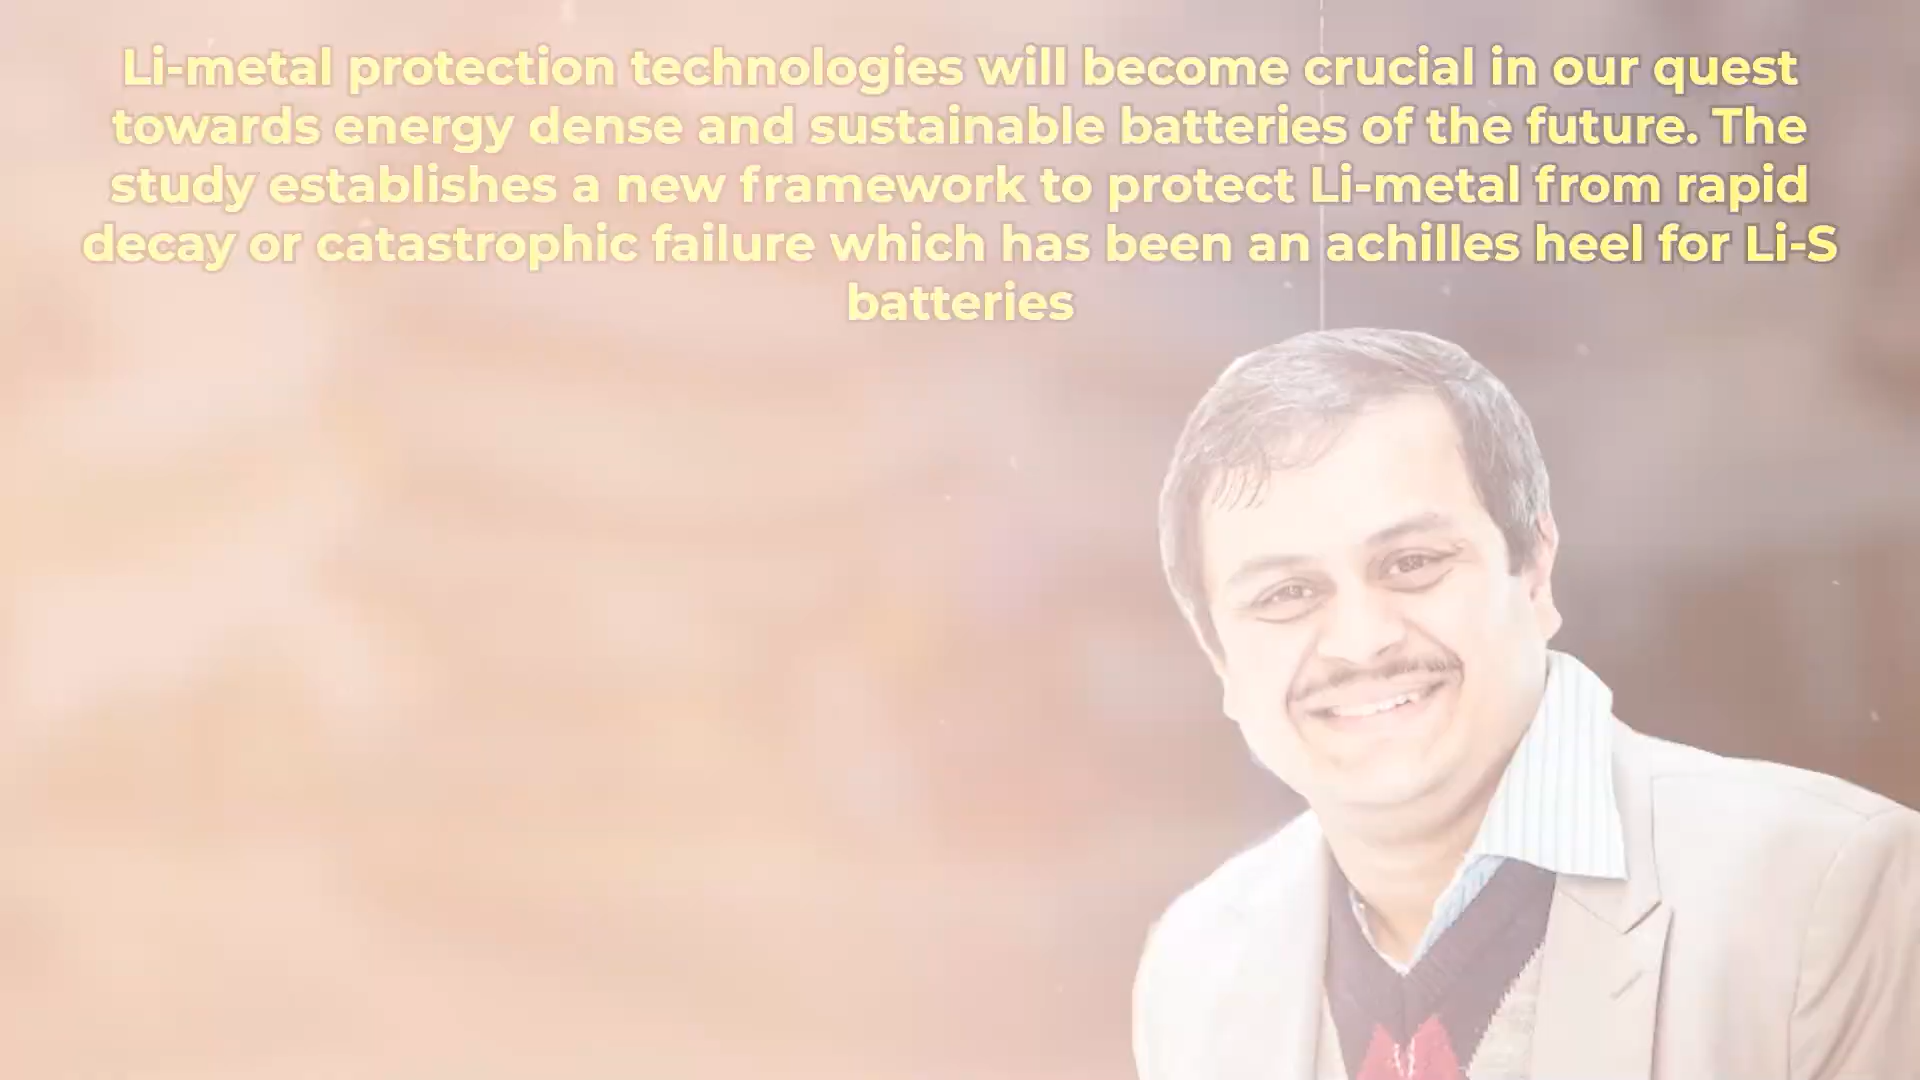 Li-metal protection technologies will become crucial in our quest
towards energy dense and sustainable batteries of the future. The
study establishes a new framework to protect Li-metal from rapid
decay or catastrophic failure which has been an achilles heel for Li-S
batteries